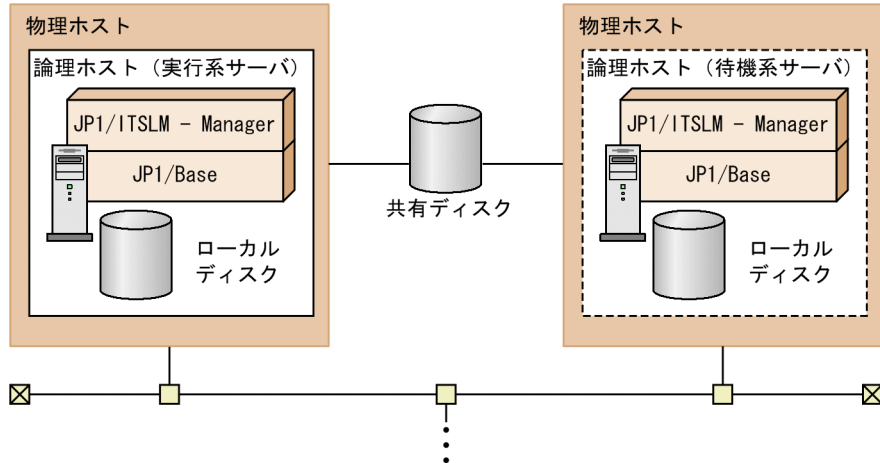 物理ホスト
論理ホスト（実行系サーバ）
JP1/ITSLM － Manager
JP1/Base
ローカル
ディスク
共有ディスク
物理ホスト
論理ホスト（待機系サーバ）
JP1/ITSLM － Manager
JP1/Base
ローカル
ディスク